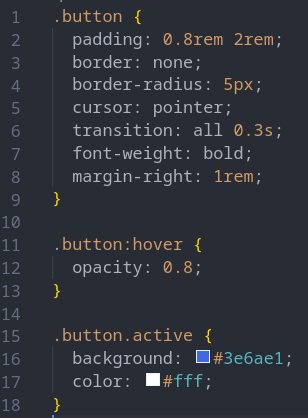 1 .button {
2 padding: 0.8rem 2rem;
3 border: none;
4 border-radius: 5px;
5 cursor: pointer;
6 transition: all 0.3s;
7 font-weight: bold;
8 margin-right: 1rem;
9 }
10
11 .button:hover {
12 opacity: 0.8;
13 }
14
15 .button.active {
16 background: #3e6ae1;
17 color: #fff;
18 }